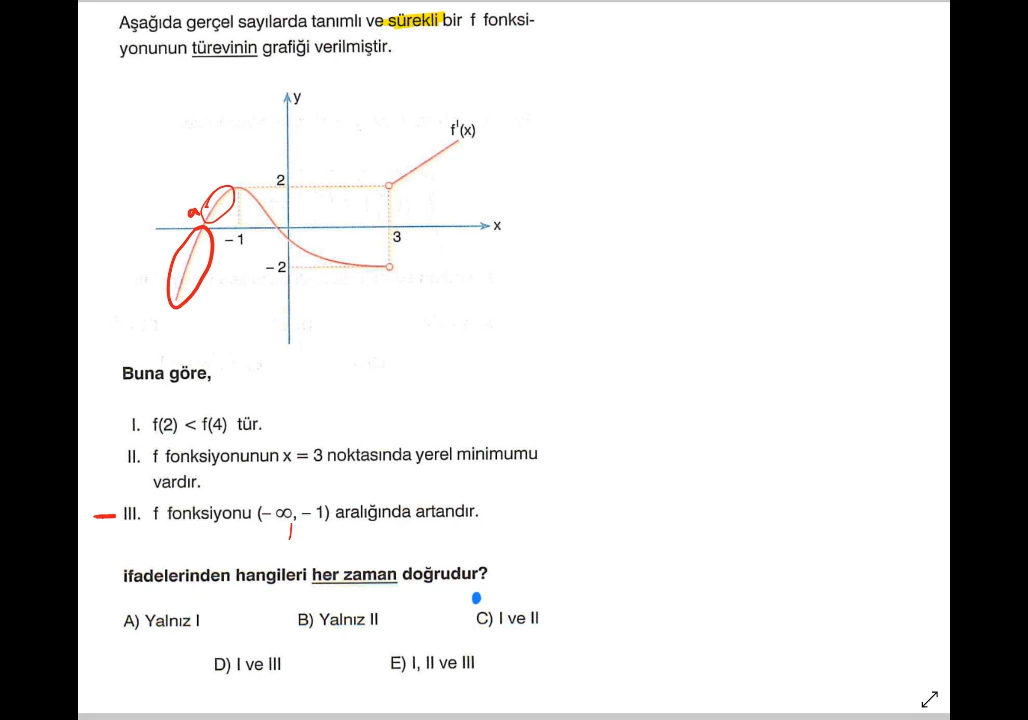 Aşağıda gerçel sayılarda tanımlı ve sürekli bir f fonksi-
yonunun türevinin grafiği verilmiştir.
y
f'(x)
2
a
x
– 1
3
– 2
Buna göre,
I. f(2) < f(4) tür.
II. f fonksiyonunun x = 3 noktasında yerel minimumu
vardır.
III. f fonksiyonu (– ∞, – 1) aralığında artandır.
ifadelerinden hangileri her zaman doğrudur?
A) Yalnız I B) Yalnız II C) I ve II
D) I ve III E) I, II ve III